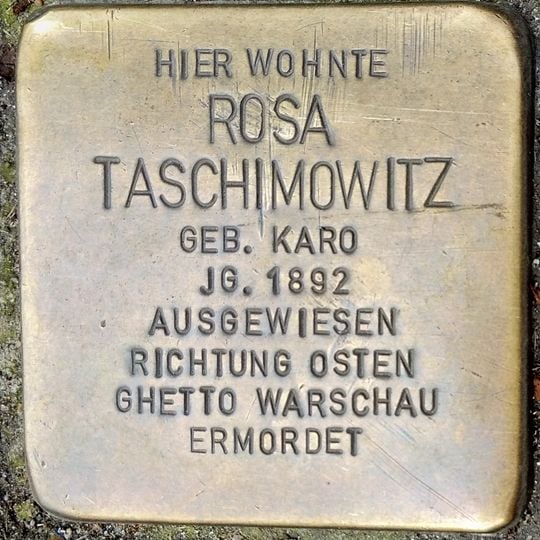 HIER WOHNTE
ROSA
TASCHIMOWITZ
GEB. KARO
JG. 1892
AUSGEWIESEN
RICHTUNG OSTEN
GHETTO WARSCHAU
ERMORDET